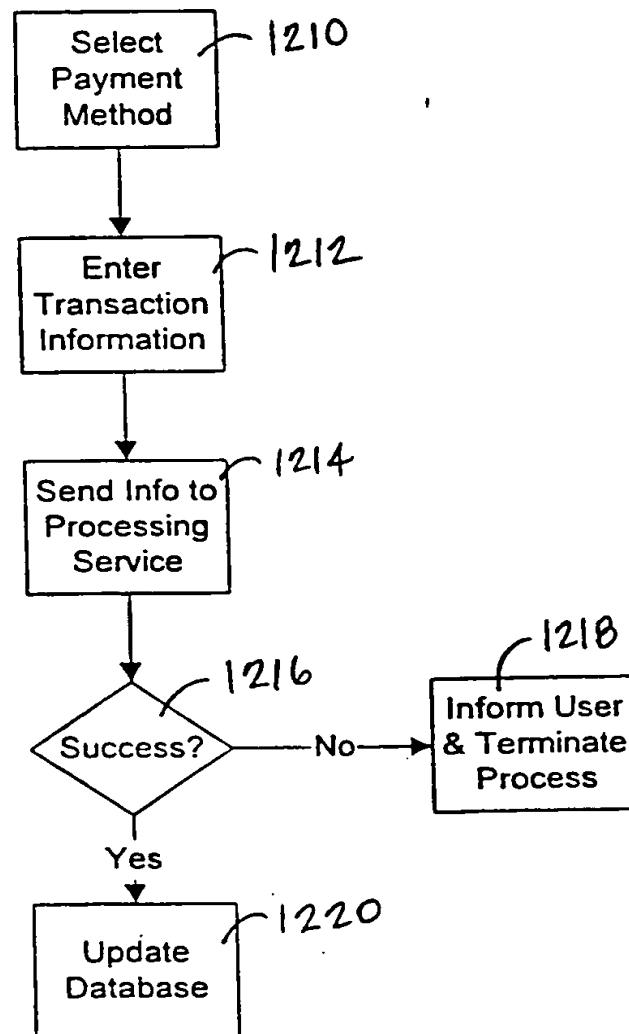 Select
Payment
Method
1210
Enter
Transaction
Information
1212
Send Info to
Processing
Service
1214
Success?
1216
No
Inform User
& Terminate
Process
1218
Yes
Update
Database
1220